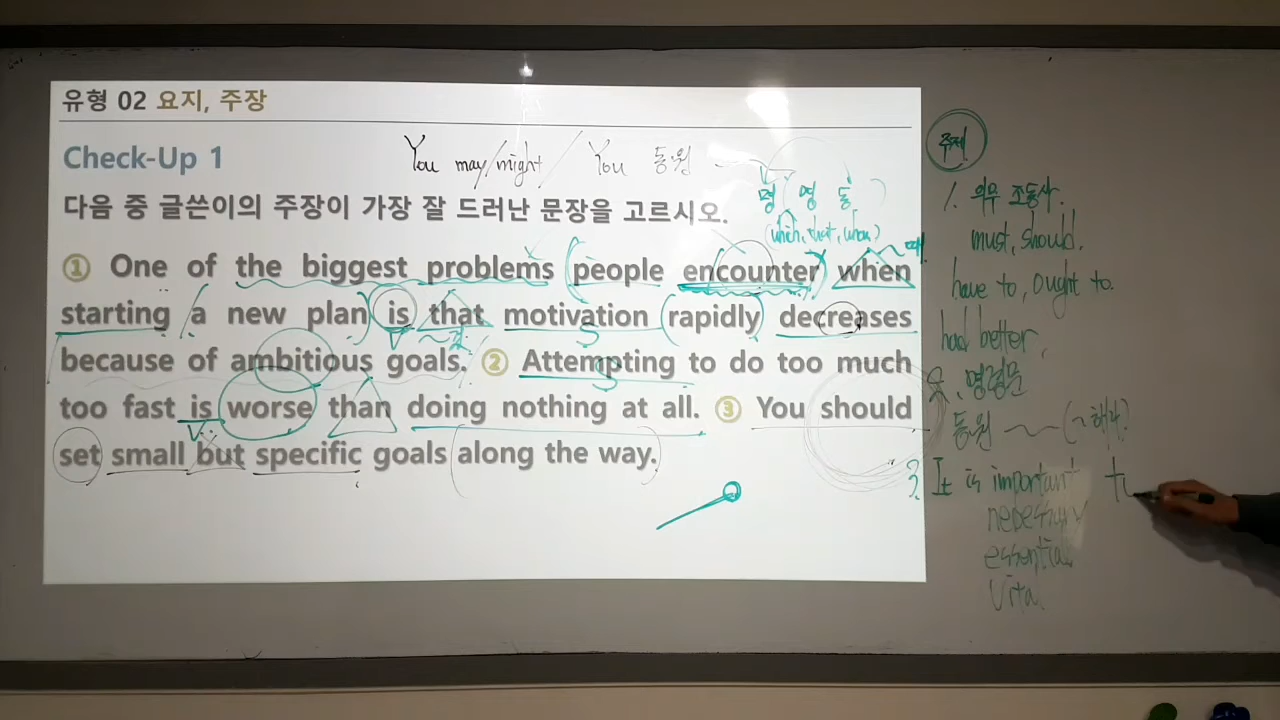 유형 02 요지, 주장
Check-Up 1
You may/might / You 동원
다음 중 글쓴이의 주장이 가장 잘 드러난 문장을 고르시오.
명 ( 명 동 )
(which, that, whom)
① One of the biggest problems people encounter when
starting a new plan is that motivation rapidly decreases
because of ambitious goals. ② Attempting to do too much
too fast is worse than doing nothing at all. ③ You should
set small but specific goals along the way.
주제
1. 의무 조동사.
must, should.
have to, ought to.
had better,
2. 명령문
동원 (~해라)
3. It is important
necessary
essential
vital